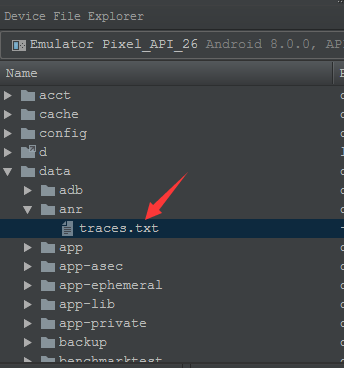 Device File Explorer
Emulator Pixel_API_26 Android 8.0.0, AP
Name
acct
cache
config
d
data
adb
anr
traces.txt
app
app-asec
app-ephemeral
app-lib
app-private
backup
benchmarktest